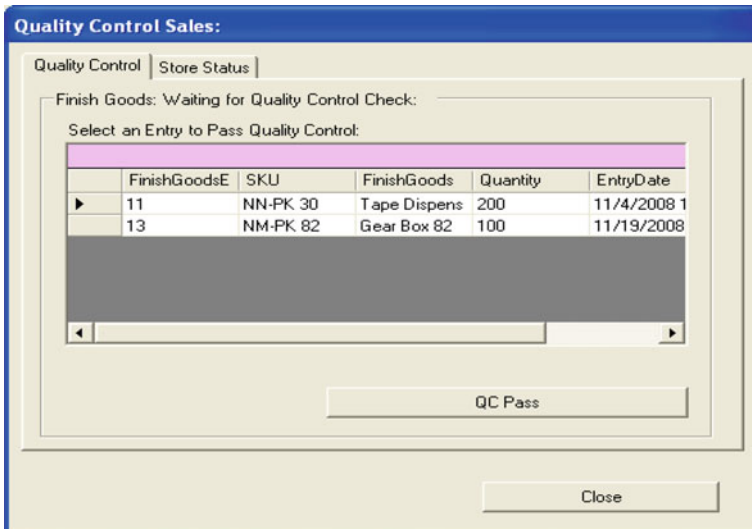 Quality Control Sales:
Quality Control Store Status
Finish Goods: Waiting for Quality Control Check:
Select an Entry to Pass Quality Control:
FinishGoodsE SKU FinishGoods Quantity EntryDate
11 NN-PK 30 Tape Dispens 200 11/4/2008 1
13 NM-PK 82 Gear Box 82 100 11/19/2008
QC Pass
Close